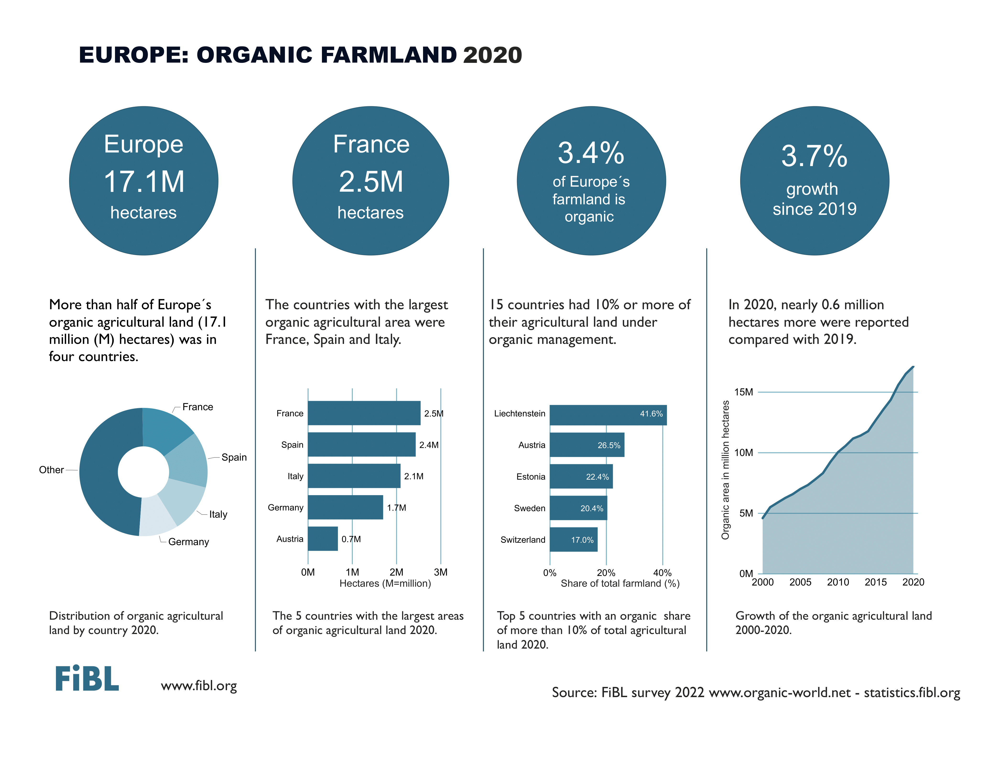 EUROPE: ORGANIC FARMLAND 2020
Europe
17.1M
hectares
France
2.5M
hectares
3.4%
of Europe´s
farmland is
organic
3.7%
growth
since 2019
More than half of Europe´s
organic agricultural land (17.1
million (M) hectares) was in
four countries.
The countries with the largest
organic agricultural area were
France, Spain and Italy.
15 countries had 10% or more of
their agricultural land under
organic management.
In 2020, nearly 0.6 million
hectares more were reported
compared with 2019.
France
Spain
Other
Italy
Germany
France
2.5M
Spain
2.4M
Italy
2.1M
Germany
1.7M
Austria
0.7M
0M 1M 2M 3M
Hectares (M=million)
Liechtenstein
41.6%
Austria
26.5%
Estonia
22.4%
Sweden
20.4%
Switzerland
17.0%
0% 20% 40%
Share of total farmland (%)
Organic area in million hectares
15M
10M
5M
0M
2000 2005 2010 2015 2020
Distribution of organic agricultural
land by country 2020.
The 5 countries with the largest areas
of organic agricultural land 2020.
Top 5 countries with an organic  share
of more than 10% of total agricultural
land 2020.
Growth of the organic agricultural land
2000-2020.
FiBL
www.fibl.org
Source: FiBL survey 2022 www.organic-world.net - statistics.fibl.org